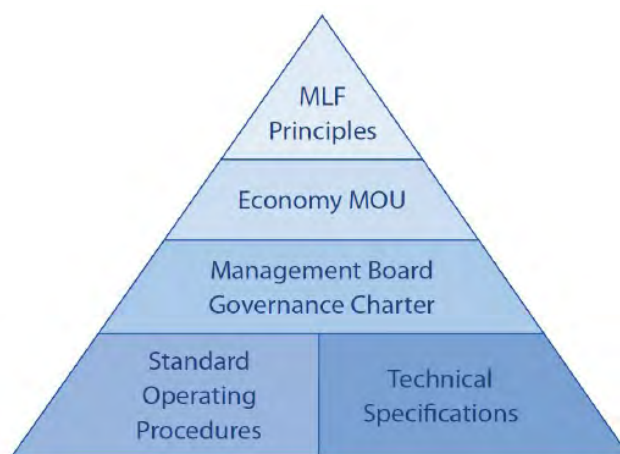 MLF
Principles
Economy MOU
Management Board
Governance Charter
Standard
Operating
Procedures
Technical
Specifications